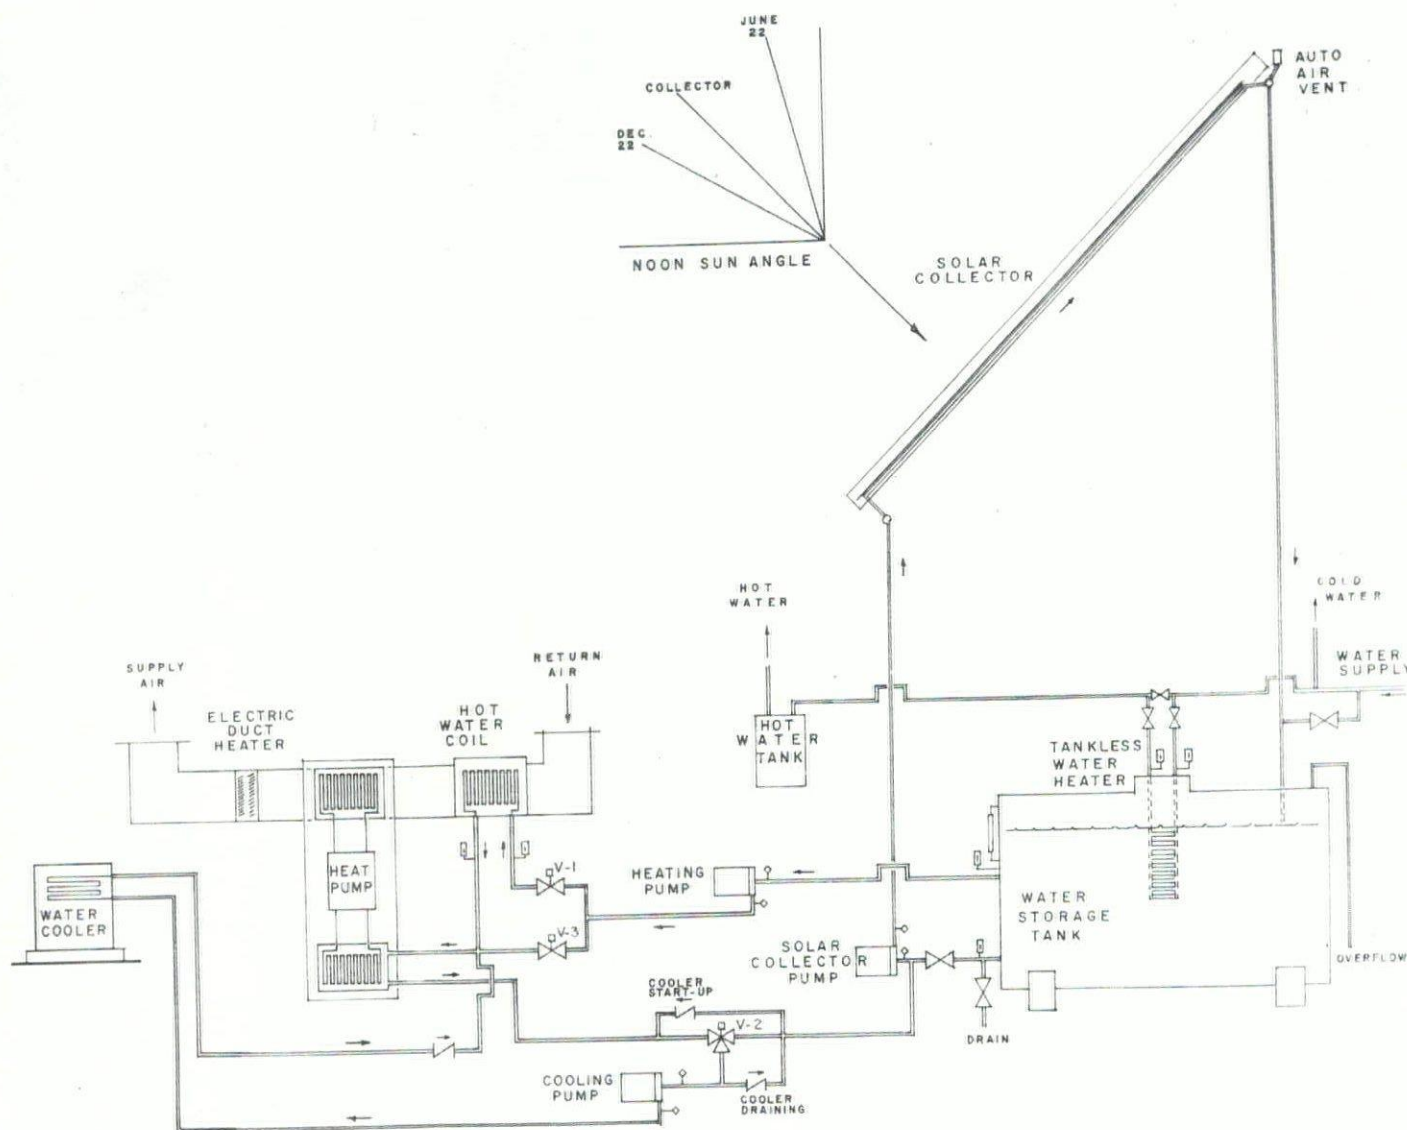 JUNE
22
COLLECTOR
DEC.
22
NOON SUN ANGLE
AUTO
AIR
VENT
SOLAR
COLLECTOR
HOT
WATER
COLD
WATER
WATER
SUPPLY
SUPPLY
AIR
RETURN
AIR
ELECTRIC
DUCT
HEATER
HOT
WATER
COIL
HOT
WATER
TANK
TANKLESS
WATER
HEATER
HEAT
PUMP
V-1
HEATING
PUMP
WATER
COOLER
V-3
WATER
STORAGE
TANK
SOLAR
COLLECTOR
PUMP
OVERFLOW
COOLER
START-UP
V-2
DRAIN
COOLING
PUMP
COOLER
DRAINING